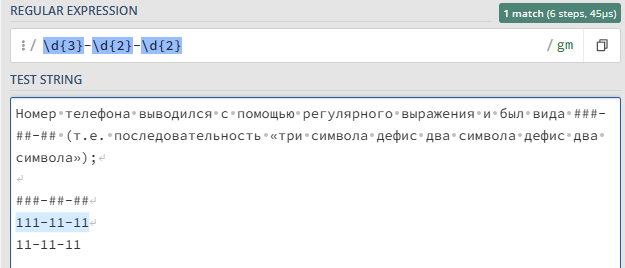 REGULAR EXPRESSION
1 match (6 steps, 45µs)
/ \d{3}-\d{2}-\d{2} / gm
TEST STRING
Номер·телефона·выводился·с·помощью·регулярного·выражения·и·был·вида·###-
##-##·(т.е.·последовательность·«три·символа·дефис·два·символа·дефис·два·
символа»);↵
↵
###-##-##↵
111-11-11↵
11-11-11